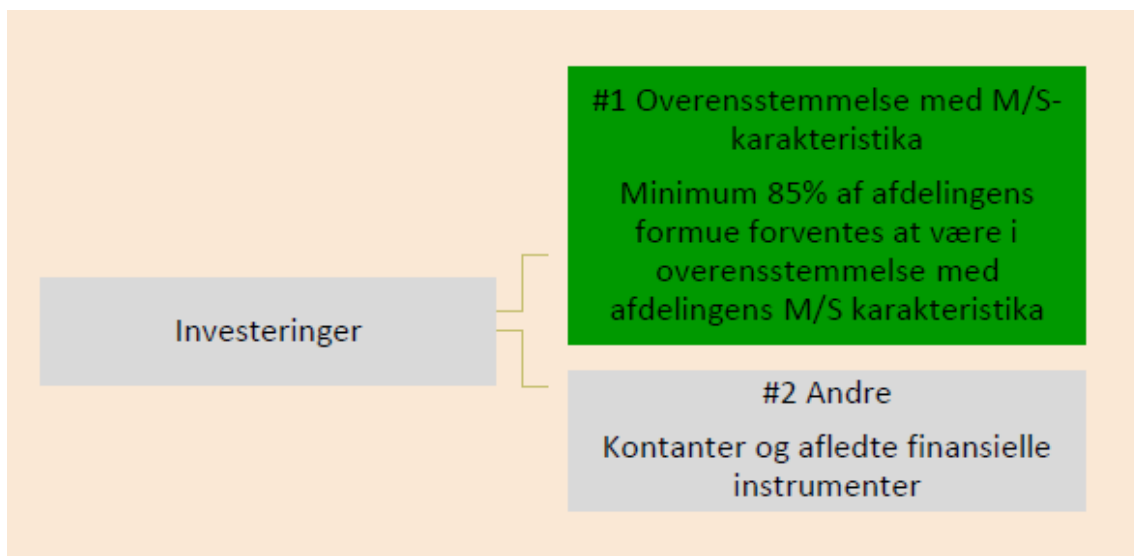 Investeringer
#1 Overensstemmelse med M/S-
karakteristika
Minimum 85% af afdelingens
formue forventes at være i
overensstemmelse med
afdelingens M/S karakteristika
#2 Andre
Kontanter og afledte finansielle
instrumenter